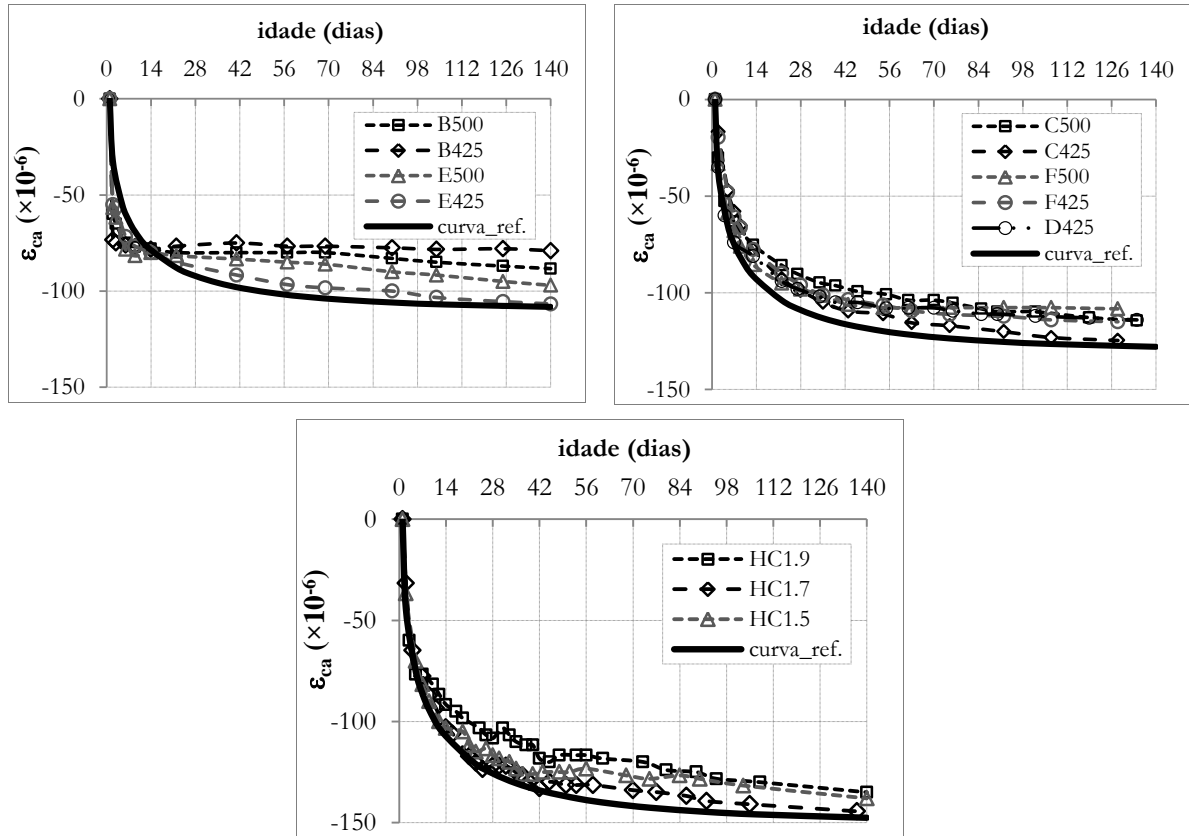 idade (dias)
0 14 28 42 56 70 84 98 112 126 140
0
-50
-100
-150
εca (×10-6)
B500
B425
E500
E425
curva_ref.
idade (dias)
0 14 28 42 56 70 84 98 112 126 140
0
-50
-100
-150
εca (×10-6)
C500
C425
F500
F425
D425
curva_ref.
idade (dias)
0 14 28 42 56 70 84 98 112 126 140
0
-50
-100
-150
εca (×10-6)
HC1.9
HC1.7
HC1.5
curva_ref.